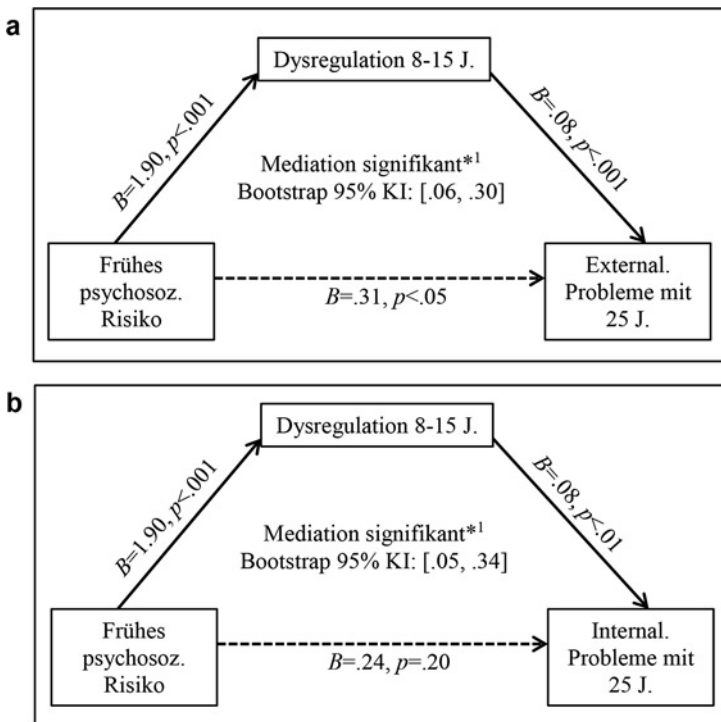 a
Dysregulation 8-15 J.
B=1.90, p<.001
B=.08, p<.001
Mediation signifikant*1
Bootstrap 95% KI: [.06, .30]
Frühes
psychosoz.
Risiko
B=.31, p<.05
External.
Probleme mit
25 J.
b
Dysregulation 8-15 J.
B=1.90, p<.001
B=.08, p<.01
Mediation signifikant*1
Bootstrap 95% KI: [.05, .34]
Frühes
psychosoz.
Risiko
B=.24, p=.20
Internal.
Probleme mit
25 J.